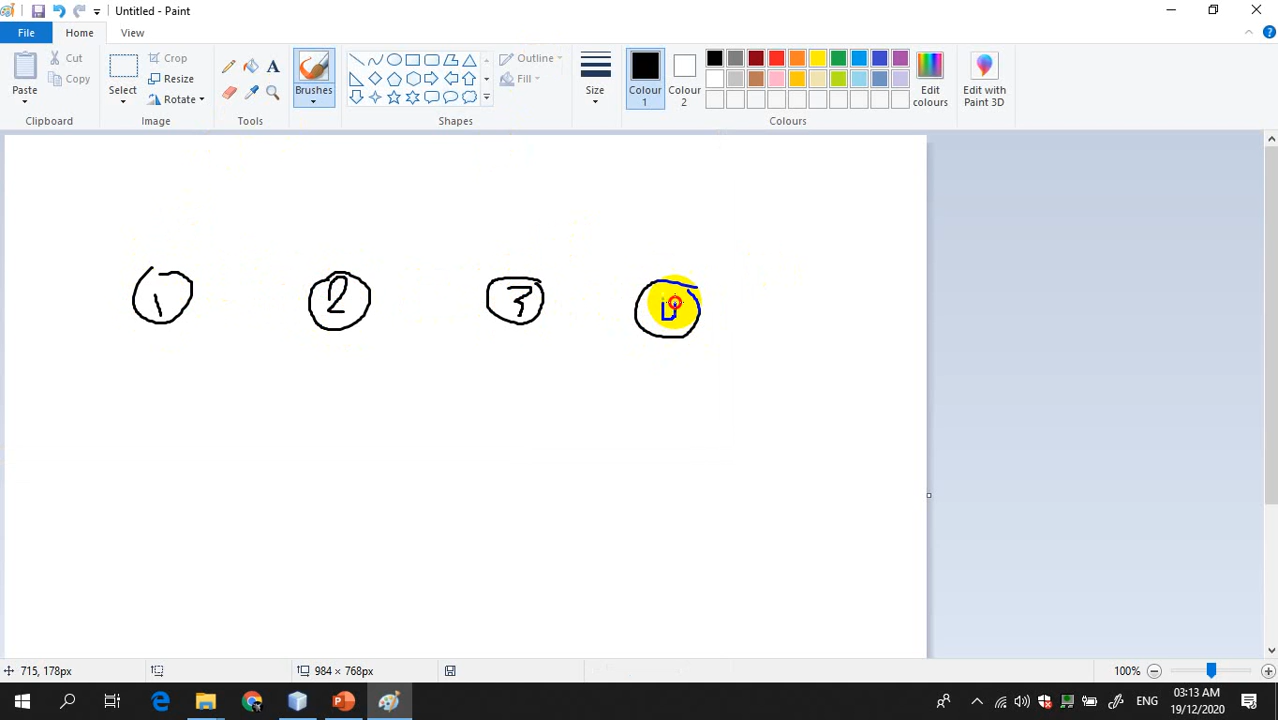 Untitled - Paint
File
Home
View
Paste
Cut
Copy
Clipboard
Select
Crop
Resize
Rotate
Image
Tools
Brushes
Shapes
Outline
Fill
Size
Colour
1
Colour
2
Edit
colours
Colours
Edit with
Paint 3D
1 2 3
715, 178px
984 × 768px
100%
ENG
03:13 AM
19/12/2020